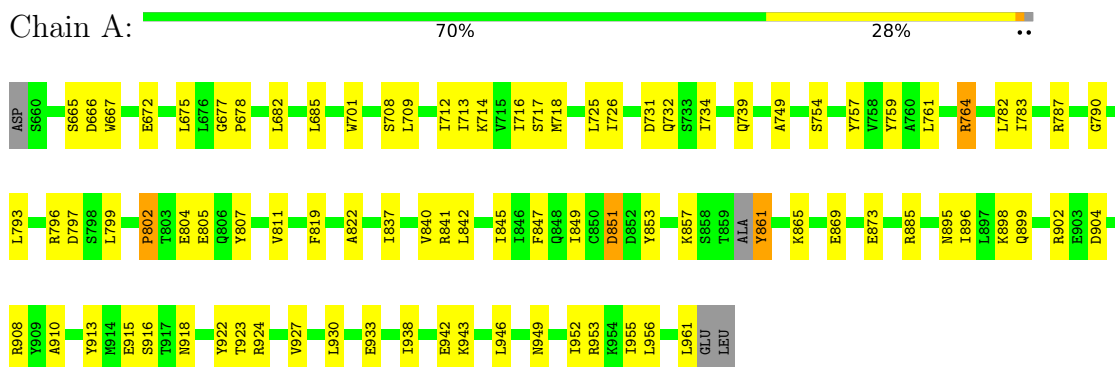 Chain A:
70% 28% ••
ASP S660 S665 D666 W667 E672 L675 L676 G677 P678 L682 L685 W701 S708 L709 I712 I713 K714 V715 I716 S717 M718 L725 I726 D731 Q732 S733 I734 Q739 A749 S754 Y757 V758 Y759 A760 L761 R764 L782 I783 R787 G790
L793 R796 D797 S798 L799 P802 T803 E804 E805 Q806 Y807 V811 F819 A822 I837 V840 R841 L842 I845 I846 F847 Q848 I849 C850 D851 D852 Y853 K857 S858 T859 ALA Y861 K865 E869 E873 R885 N895 I896 L897 K898 Q899 R902 E903 D904
R908 Y909 A910 Y913 M914 E915 S916 T917 N918 Y922 T923 R924 V927 L930 E933 I938 E942 K943 L946 N949 I952 R953 K954 I955 L956 L961 GLU LEU